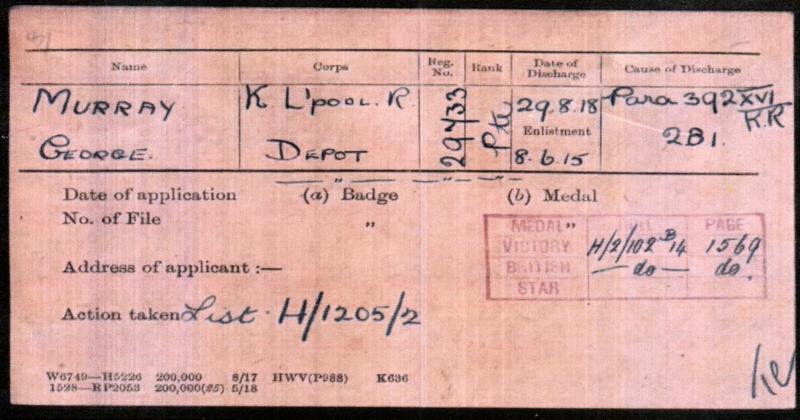 Name Corps Reg. No. Rank Date of Discharge Cause of Discharge
MURRAY K L'POOL. R. 29433 Pte 29.8.18 Para 392 XVI
Enlistment K.R
GEORGE. DEPOT 8.6.15 2B1.
— „ — — „ — „ —
Date of application (a) Badge (b) Medal
No. of File „ „
MEDAL PAGE
VICTORY H/2/102 B 14 1569
BRITISH — do — do.
STAR
Address of applicant :—
Action taken List H/1205/2
W6749—H5226 200,000 8/17 HWV(P988) K636
1528—RP2053 200,000(25) 5/18